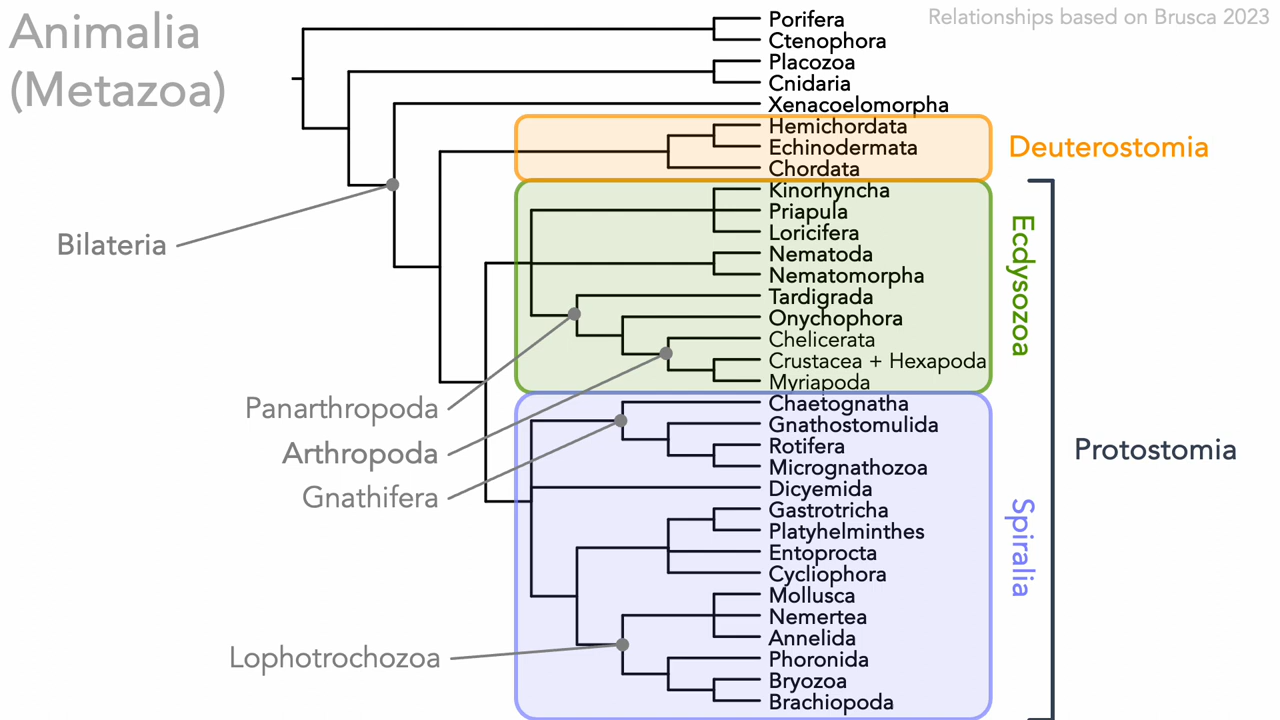 Animalia
(Metazoa)
Relationships based on Brusca 2023
Porifera
Ctenophora
Placozoa
Cnidaria
Xenacoelomorpha
Hemichordata
Echinodermata
Chordata
Deuterostomia
Kinorhyncha
Priapula
Loricifera
Nematoda
Nematomorpha
Tardigrada
Onychophora
Chelicerata
Crustacea + Hexapoda
Myriapoda
Ecdysozoa
Bilateria
Panarthropoda
Arthropoda
Gnathifera
Chaetognatha
Gnathostomulida
Rotifera
Micrognathozoa
Dicyemida
Gastrotricha
Platyhelminthes
Entoprocta
Cycliophora
Mollusca
Nemertea
Annelida
Phoronida
Bryozoa
Brachiopoda
Spiralia
Protostomia
Lophotrochozoa